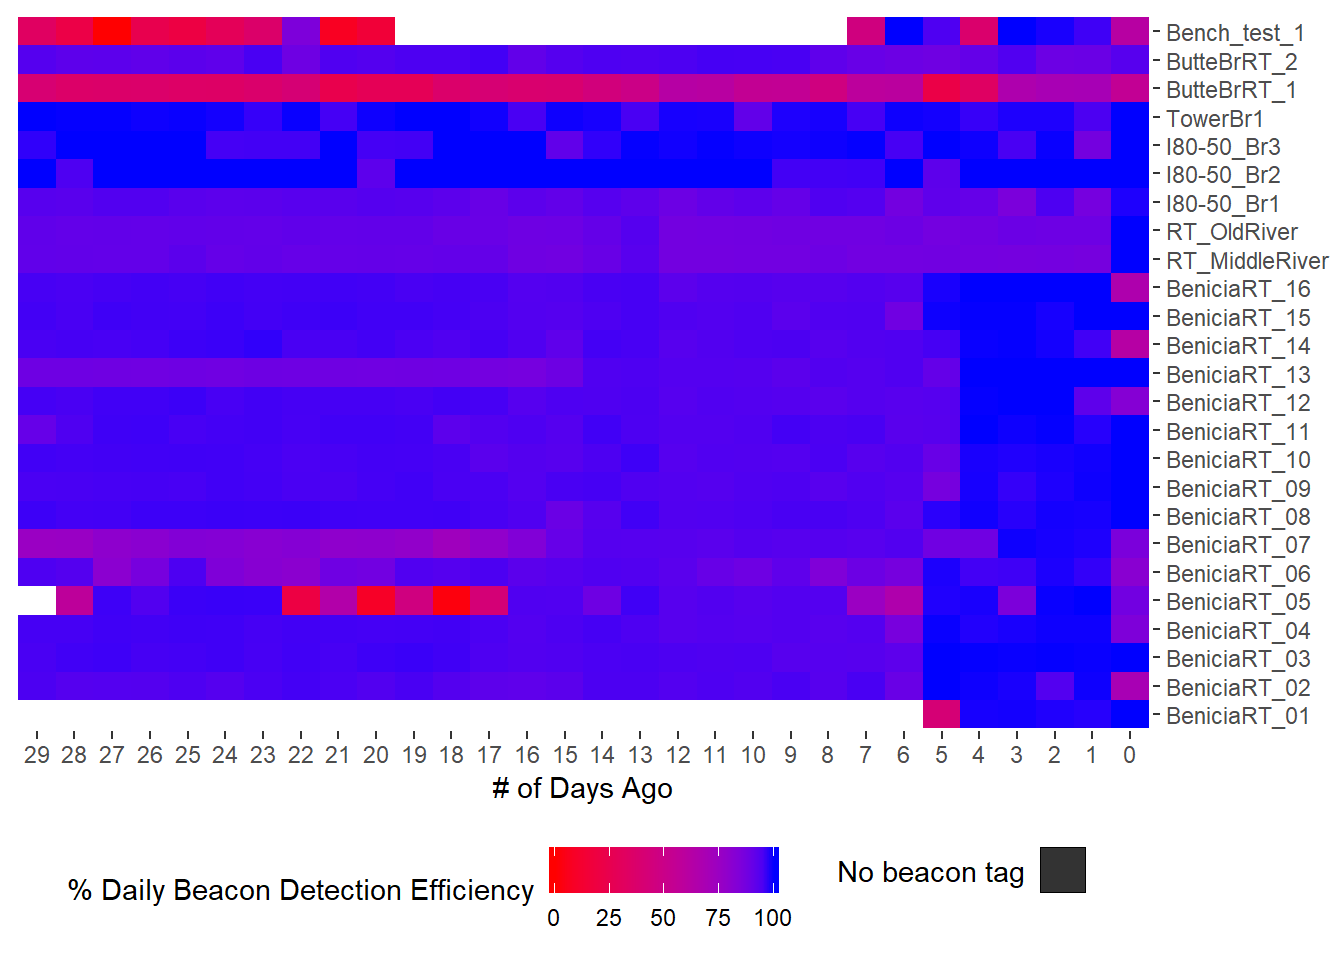 Bench_test_1
ButteBrRT_2
ButteBrRT_1
TowerBr1
I80-50_Br3
I80-50_Br2
I80-50_Br1
RT_OldRiver
RT_MiddleRiver
BeniciaRT_16
BeniciaRT_15
BeniciaRT_14
BeniciaRT_13
BeniciaRT_12
BeniciaRT_11
BeniciaRT_10
BeniciaRT_09
BeniciaRT_08
BeniciaRT_07
BeniciaRT_06
BeniciaRT_05
BeniciaRT_04
BeniciaRT_03
BeniciaRT_02
BeniciaRT_01
29 28 27 26 25 24 23 22 21 20 19 18 17 16 15 14 13 12 11 10 9 8 7 6 5 4 3 2 1 0
# of Days Ago
% Daily Beacon Detection Efficiency
0 25 50 75 100
No beacon tag